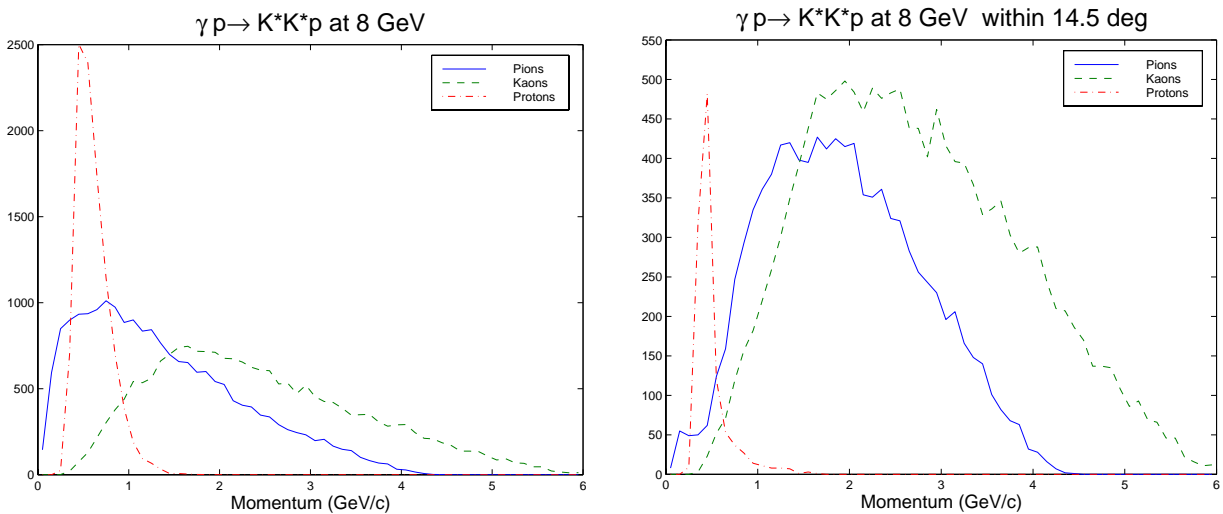 γ p→ K*K*p at 8 GeV
2500
2000
1500
1000
500
0
0 1 2 3 4 5 6
Momentum (GeV/c)
Pions
Kaons
Protons
γ p→ K*K*p at 8 GeV within 14.5 deg
550
500
450
400
350
300
250
200
150
100
50
0
0 1 2 3 4 5 6
Momentum (GeV/c)
Pions
Kaons
Protons